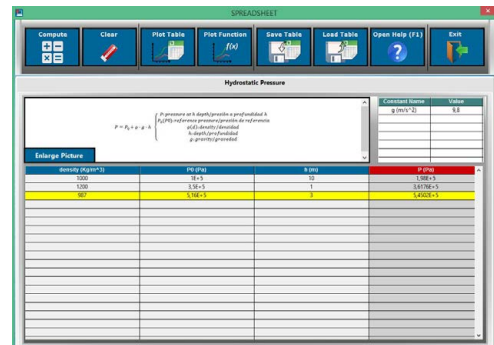 SPREADSHEET
Compute Clear Plot Table Plot Function Save Table Load Table Open Help (F1) Exit
f(x)
Hydrostatic Pressure
Constant Name Value
g (m/s^2) 9,8
P: pressure at h depth/presión a profundidad h
P₀(P0): reference pressure/presión de referencia
P = P₀ + ρ · g · h
ρ(d): density/densidad
h: depth/profundidad
g: gravity/gravedad
Enlarge Picture
density (Kg/m^3) P0 (Pa) h (m) P (Pa)
1000 1E+5 10 1,98E+5
1200 3,5E+5 1 3,6176E+5
987 5,16E+5 3 5,4502E+5